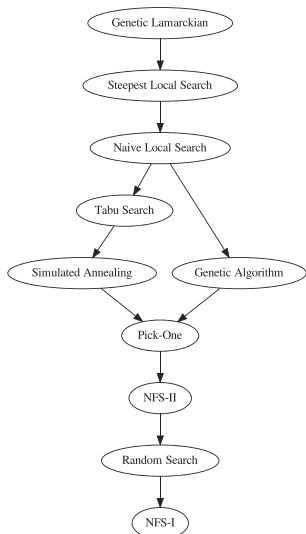 Genetic Lamarckian
Steepest Local Search
Naive Local Search
Tabu Search
Simulated Annealing
Genetic Algorithm
Pick-One
NFS-II
Random Search
NFS-I